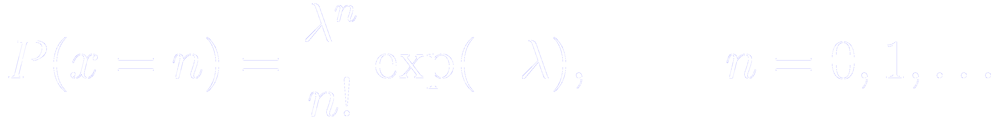 P(x = n) = λⁿ/n! exp(λ), n = 0, 1, . . .